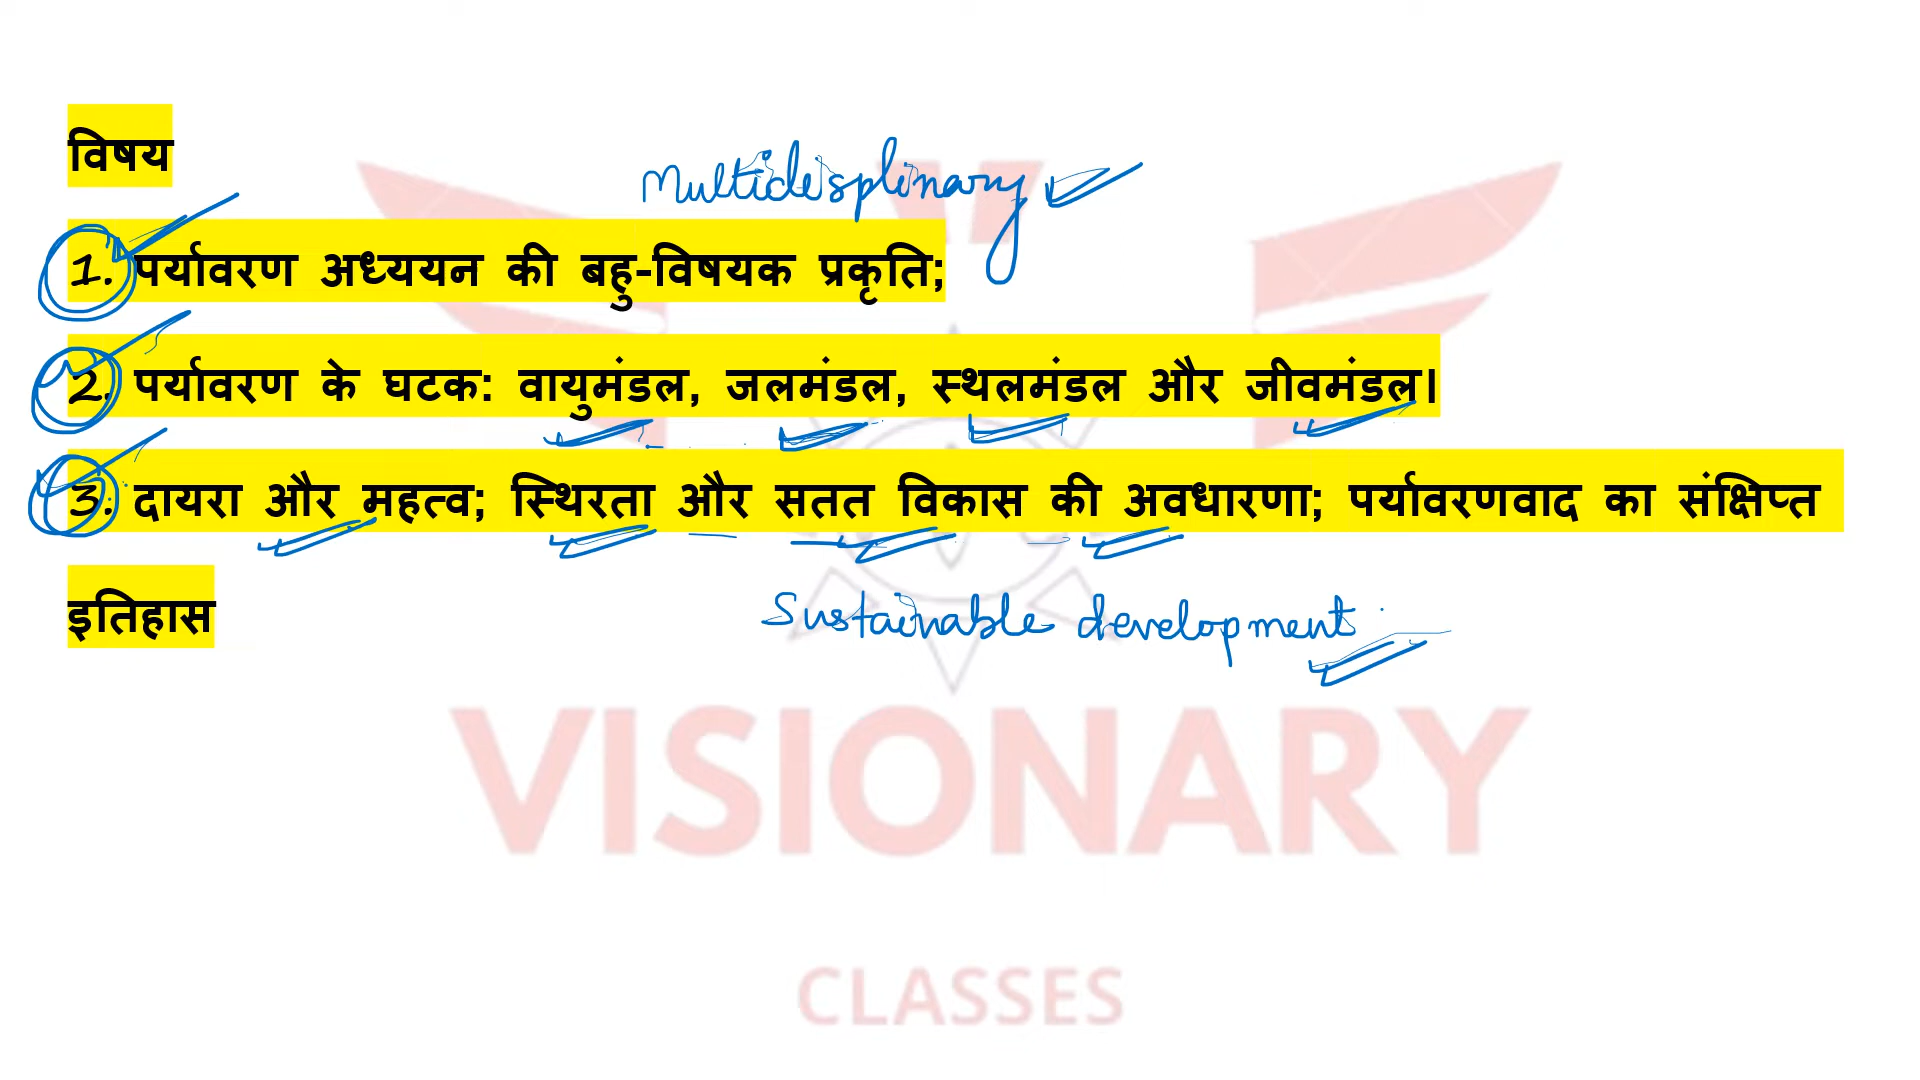 विषय
Multidisplinary
1. पर्यावरण अध्ययन की बहु-विषयक प्रकृति;
2. पर्यावरण के घटक: वायुमंडल, जलमंडल, स्थलमंडल और जीवमंडल।
3. दायरा और महत्व; स्थिरता और सतत विकास की अवधारणा; पर्यावरणवाद का संक्षिप्त
इतिहास
Sustainable development
VISIONARY
CLASSES